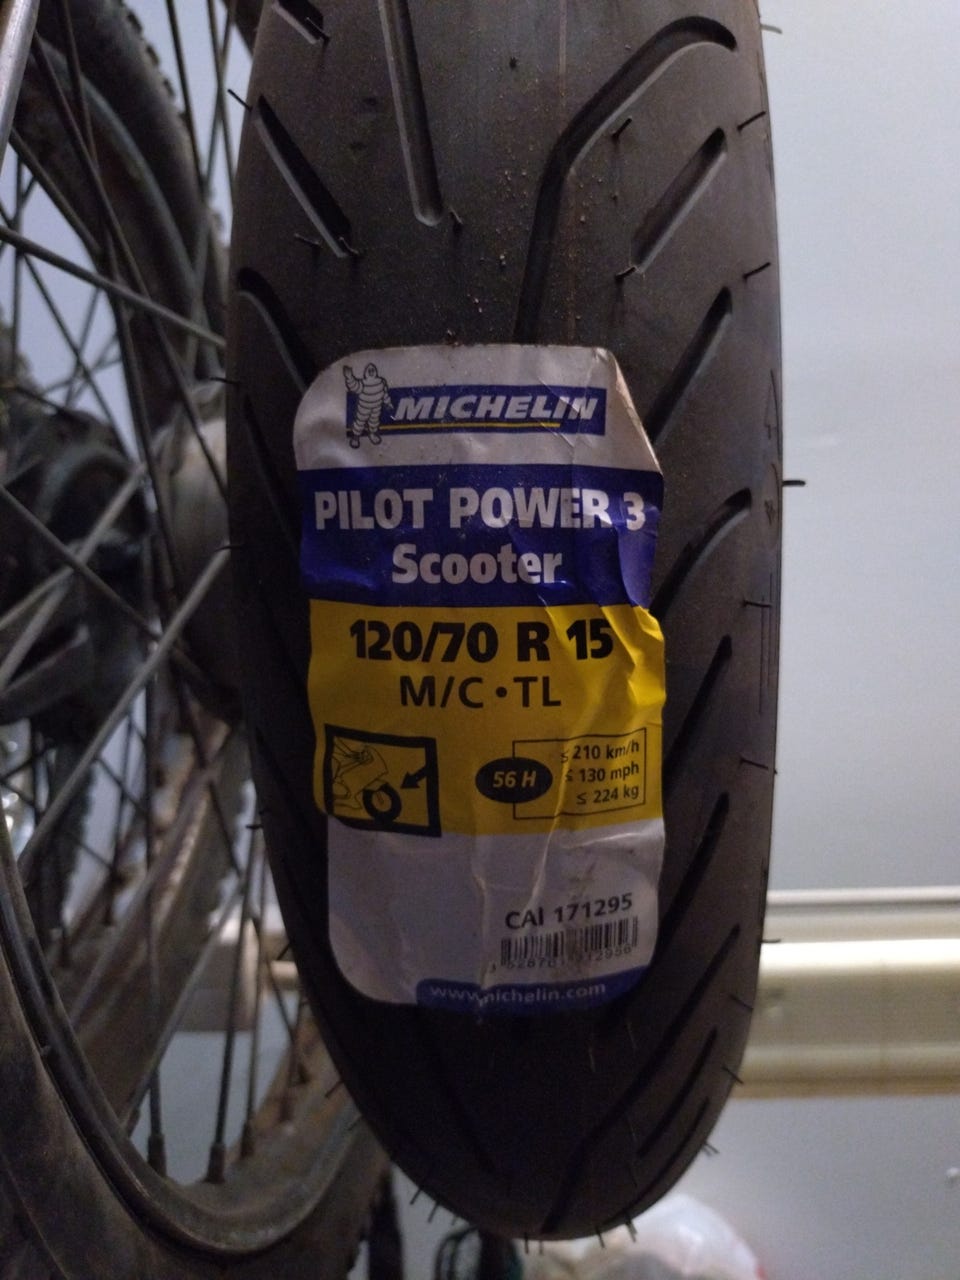 MICHELIN
PILOT POWER 3
Scooter
120/70 R 15
M/C • TL
56 H
≤ 210 km/h
≤ 130 mph
≤ 224 kg
CAI 171295
www.michelin.com